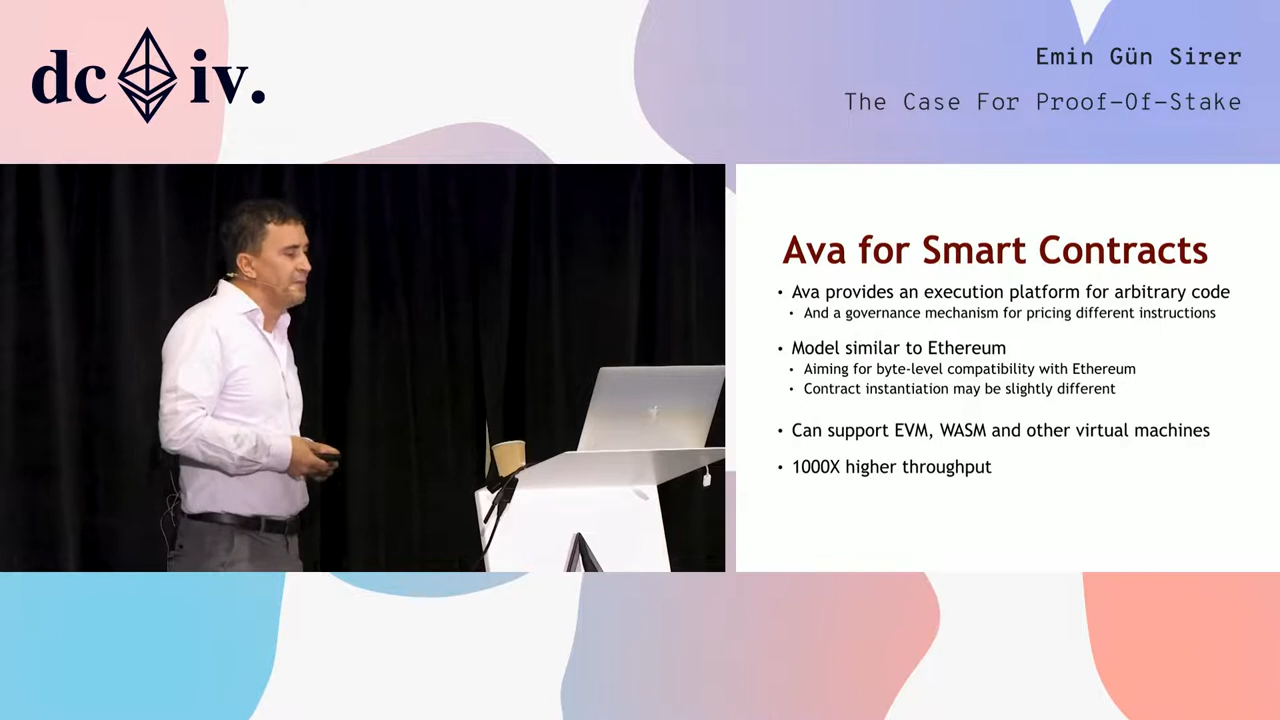 dc iv.
Emin Gün Sirer
The Case For Proof-Of-Stake
Ava for Smart Contracts
• Ava provides an execution platform for arbitrary code
• And a governance mechanism for pricing different instructions
• Model similar to Ethereum
• Aiming for byte-level compatibility with Ethereum
• Contract instantiation may be slightly different
• Can support EVM, WASM and other virtual machines
• 1000X higher throughput